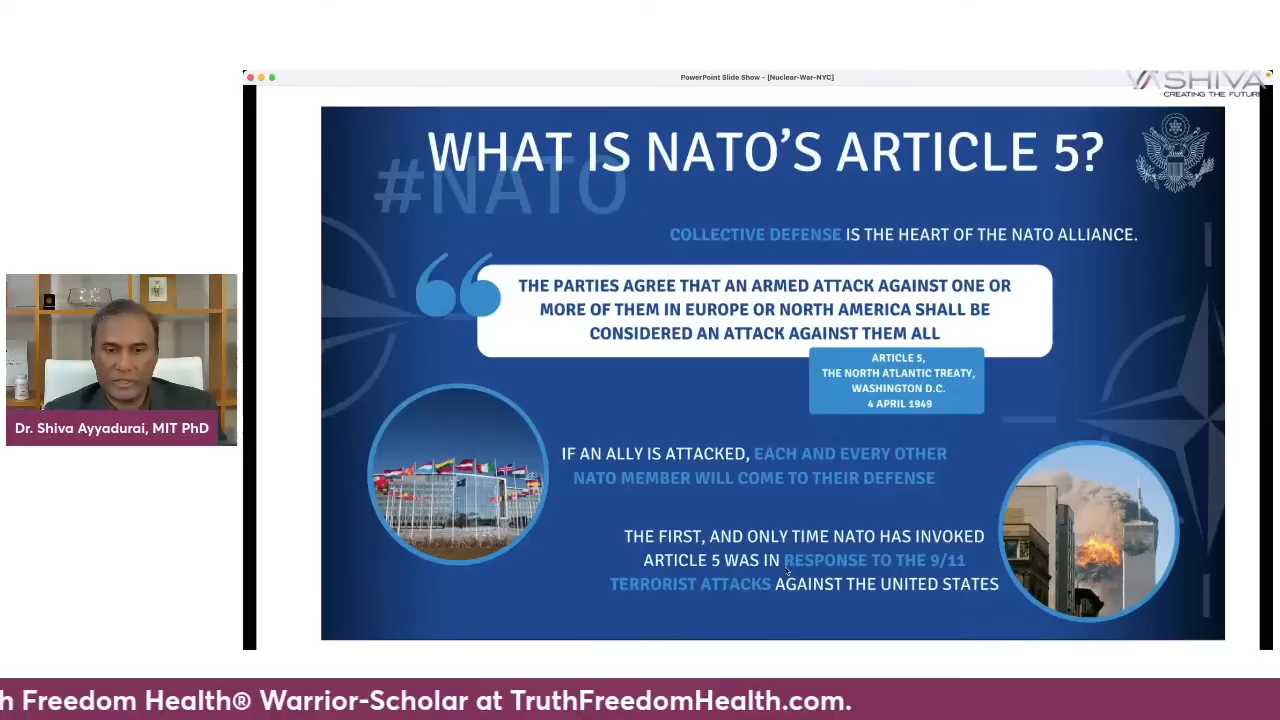 PowerPoint Slide Show - [Nuclear-War-NYC]
VASHIVA
CREATING THE FUTUR
#NATO
WHAT IS NATO'S ARTICLE 5?
COLLECTIVE DEFENSE IS THE HEART OF THE NATO ALLIANCE.
THE PARTIES AGREE THAT AN ARMED ATTACK AGAINST ONE OR
MORE OF THEM IN EUROPE OR NORTH AMERICA SHALL BE
CONSIDERED AN ATTACK AGAINST THEM ALL
ARTICLE 5,
THE NORTH ATLANTIC TREATY,
WASHINGTON D.C.
4 APRIL 1949
IF AN ALLY IS ATTACKED, EACH AND EVERY OTHER
NATO MEMBER WILL COME TO THEIR DEFENSE
THE FIRST, AND ONLY TIME NATO HAS INVOKED
ARTICLE 5 WAS IN RESPONSE TO THE 9/11
TERRORIST ATTACKS AGAINST THE UNITED STATES
Dr. Shiva Ayyadurai, MIT PhD
h Freedom Health® Warrior-Scholar at TruthFreedomHealth.com.